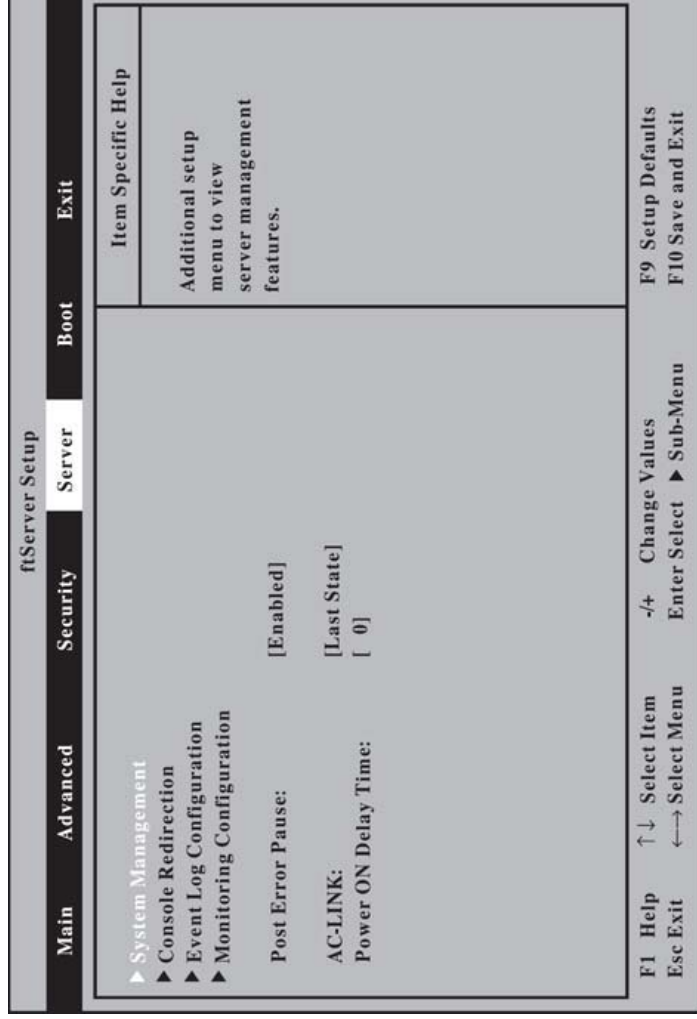 ftServer Setup
Main Advanced Security Server Boot Exit
Item Specific Help
▶ System Management
▶ Console Redirection
▶ Event Log Configuration
▶ Monitoring Configuration
Post Error Pause: [Enabled]
AC-LINK: [Last State]
Power ON Delay Time: [ 0]
Additional setup
menu to view
server management
features.
F1 Help ↑↓ Select Item -/+ Change Values F9 Setup Defaults
Esc Exit ←→ Select Menu Enter Select ▶ Sub-Menu F10 Save and Exit